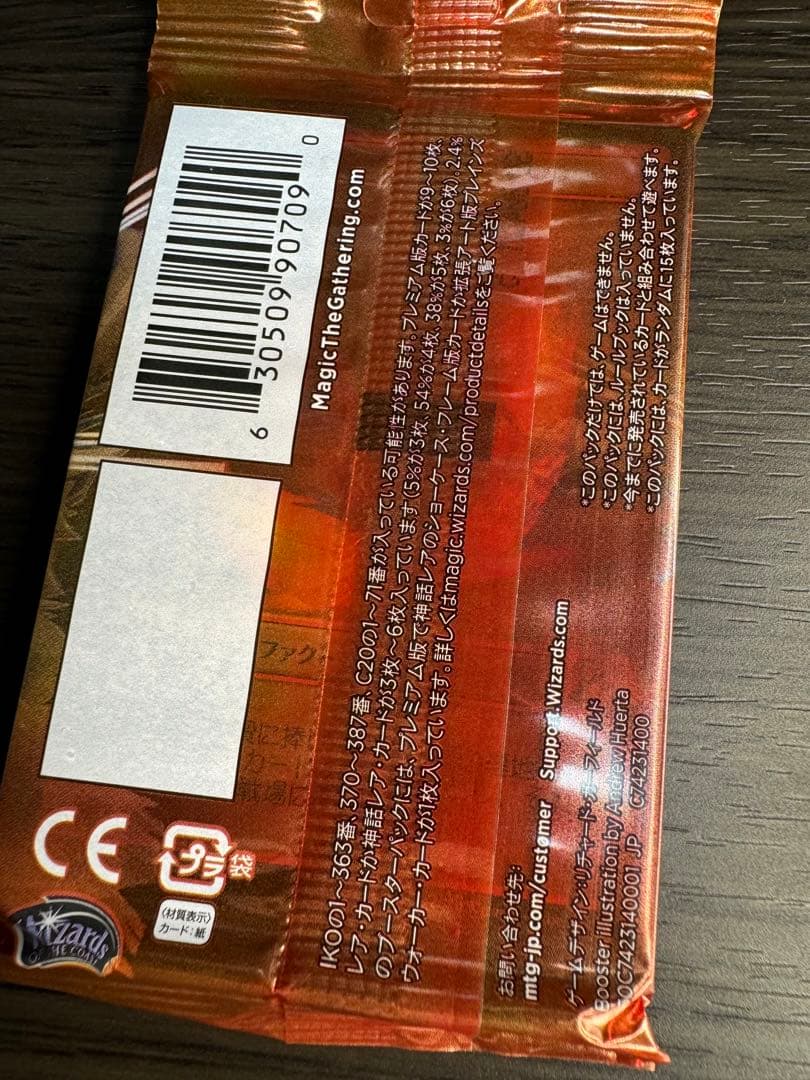 6 30509 90709 0
MagicTheGathering.com
IKOの1~363番、370~387番、C20の1~71番が入っている可能性があります。プレミアム版カードが9~10枚、
レア・カードか神話レア・カードが3枚~6枚入っています（5%が3枚、54%が4枚、38%が5枚、3%が6枚）。2.4%
のブースターパックには、プレミアム版で神話レアのショーケース・フレーム版カードか拡張アート版プレインズ
ウォーカー・カードが1枚入っています。詳しくはmagic.wizards.com/productdetailsをご覧ください。
お問い合わせ先:
mtg-jp.com/customer Support.Wizards.com
ゲームデザイン:リチャード・ガーフィールド
Booster illustration by Andrew Huerta
50C7423140001 JP C74231400
*このパックだけでは、ゲームはできません。
*このパックには、ルールブックは入っていません。
*今までに発売されているカードと組み合わせて遊べます。
*このパックには、カードがランダムに15枚入っています。
CE
プラ
袋
〈材質表示〉
カード:紙
Wizards
OF THE COAST